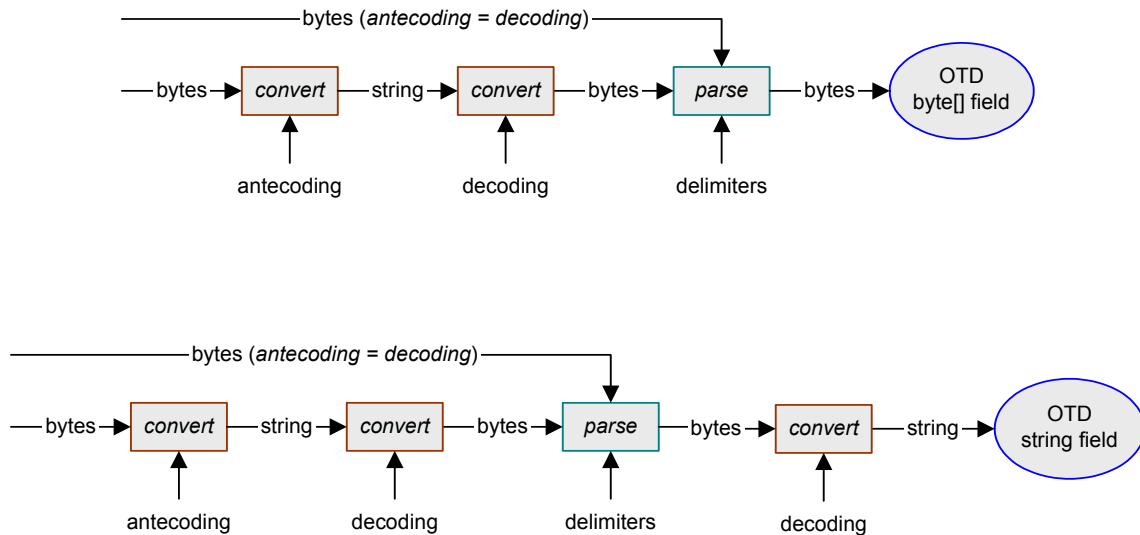 bytes (antecoding = decoding)
bytes convert string convert bytes parse bytes OTD
byte[] field
antecoding decoding delimiters
bytes (antecoding = decoding)
bytes convert string convert bytes parse bytes convert string OTD
string field
antecoding decoding delimiters decoding